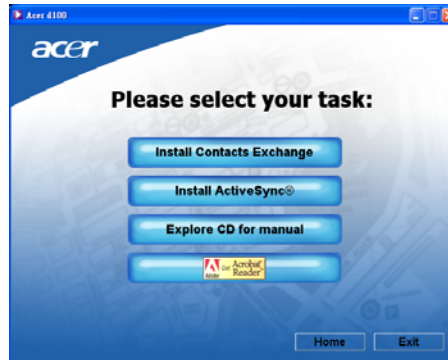 Acer d100
acer
Please select your task:
Install Contacts Exchange
Install ActiveSync®
Explore CD for manual
Adobe
Get Acrobat
Reader
Home
Exit